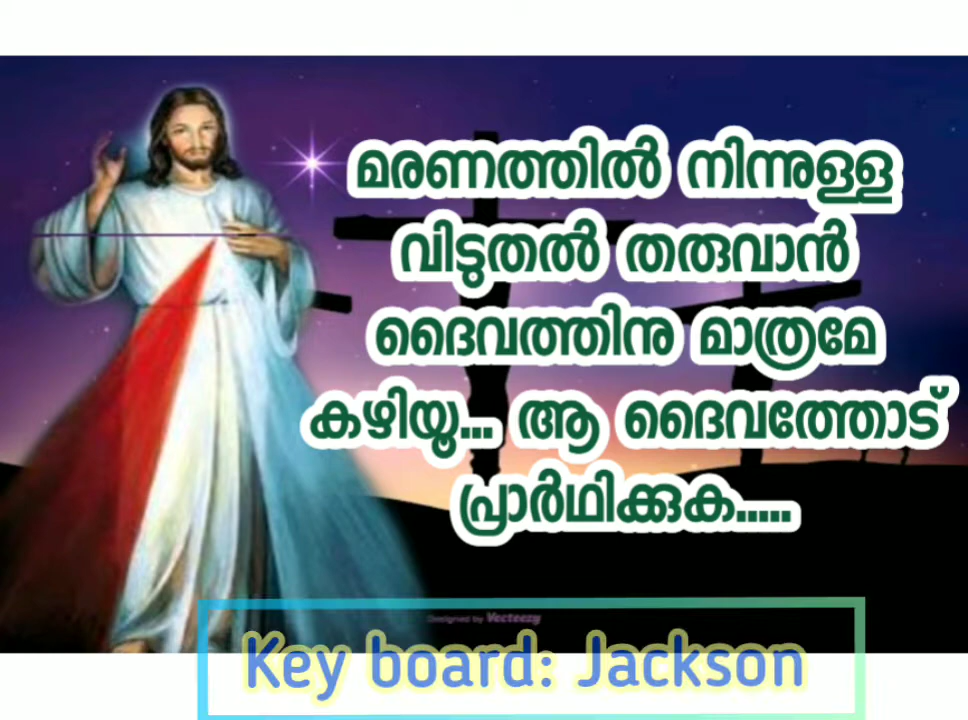 മരണത്തിൽ നിന്നുള്ള
വിടുതൽ തരുവാൻ
ദൈവത്തിനു മാത്രമേ
കഴിയൂ... ആ ദൈവത്തോട്
പ്രാർഥിക്കുക.....
Designed by Vecteezy
Key board: Jackson